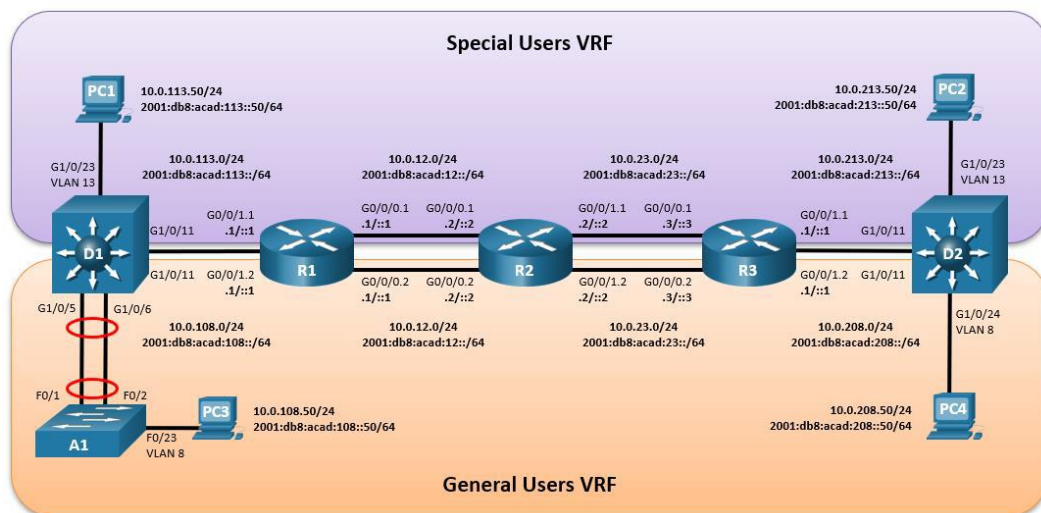 Special Users VRF
PC1
10.0.113.50/24
2001:db8:acad:113::50/64
10.0.213.50/24
2001:db8:acad:213::50/64
PC2
G1/0/23
VLAN 13
10.0.113.0/24
2001:db8:acad:113::/64
10.0.12.0/24
2001:db8:acad:12::/64
10.0.23.0/24
2001:db8:acad:23::/64
10.0.213.0/24
2001:db8:acad:213::/64
G1/0/23
VLAN 13
D1
G1/0/11
G0/0/1.1
.1/::1
R1
G0/0/0.1
.1/::1
G0/0/0.1
.2/::2
R2
G0/0/1.1
.2/::2
G0/0/0.1
.3/::3
R3
G0/0/1.1
.1/::1
G1/0/11
D2
G1/0/11
G0/0/1.2
.1/::1
G0/0/0.2
.1/::1
G0/0/0.2
.2/::2
G0/0/1.2
.2/::2
G0/0/0.2
.3/::3
G0/0/1.2
.1/::1
G1/0/11
G1/0/5
G1/0/6
G1/0/24
VLAN 8
10.0.108.0/24
2001:db8:acad:108::/64
10.0.12.0/24
2001:db8:acad:12::/64
10.0.23.0/24
2001:db8:acad:23::/64
10.0.208.0/24
2001:db8:acad:208::/64
F0/1
F0/2
A1
F0/23
VLAN 8
PC3
10.0.108.50/24
2001:db8:acad:108::50/64
10.0.208.50/24
2001:db8:acad:208::50/64
PC4
General Users VRF